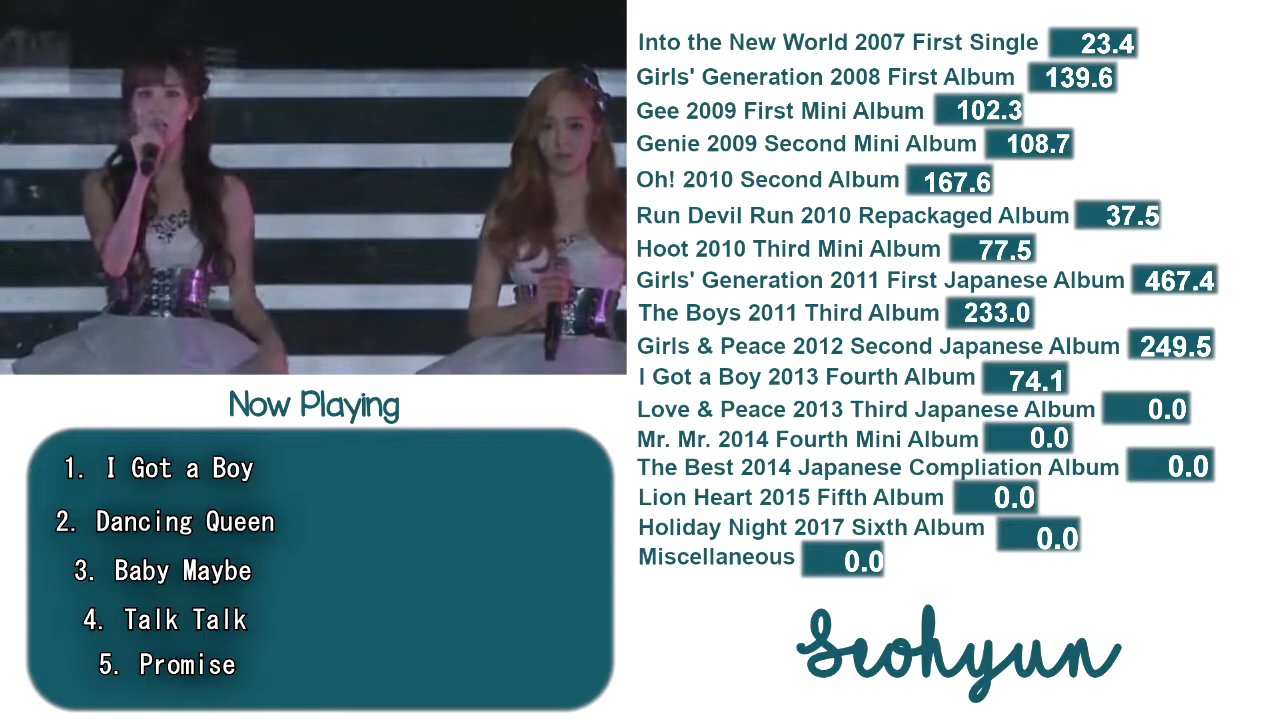 Now Playing
1. I Got a Boy
2. Dancing Queen
3. Baby Maybe
4. Talk Talk
5. Promise
Into the New World 2007 First Single 23.4
Girls' Generation 2008 First Album 139.6
Gee 2009 First Mini Album 102.3
Genie 2009 Second Mini Album 108.7
Oh! 2010 Second Album 167.6
Run Devil Run 2010 Repackaged Album 37.5
Hoot 2010 Third Mini Album 77.5
Girls' Generation 2011 First Japanese Album 467.4
The Boys 2011 Third Album 233.0
Girls & Peace 2012 Second Japanese Album 249.5
I Got a Boy 2013 Fourth Album 74.1
Love & Peace 2013 Third Japanese Album 0.0
Mr. Mr. 2014 Fourth Mini Album 0.0
The Best 2014 Japanese Compliation Album 0.0
Lion Heart 2015 Fifth Album 0.0
Holiday Night 2017 Sixth Album 0.0
Miscellaneous 0.0
Seohyun